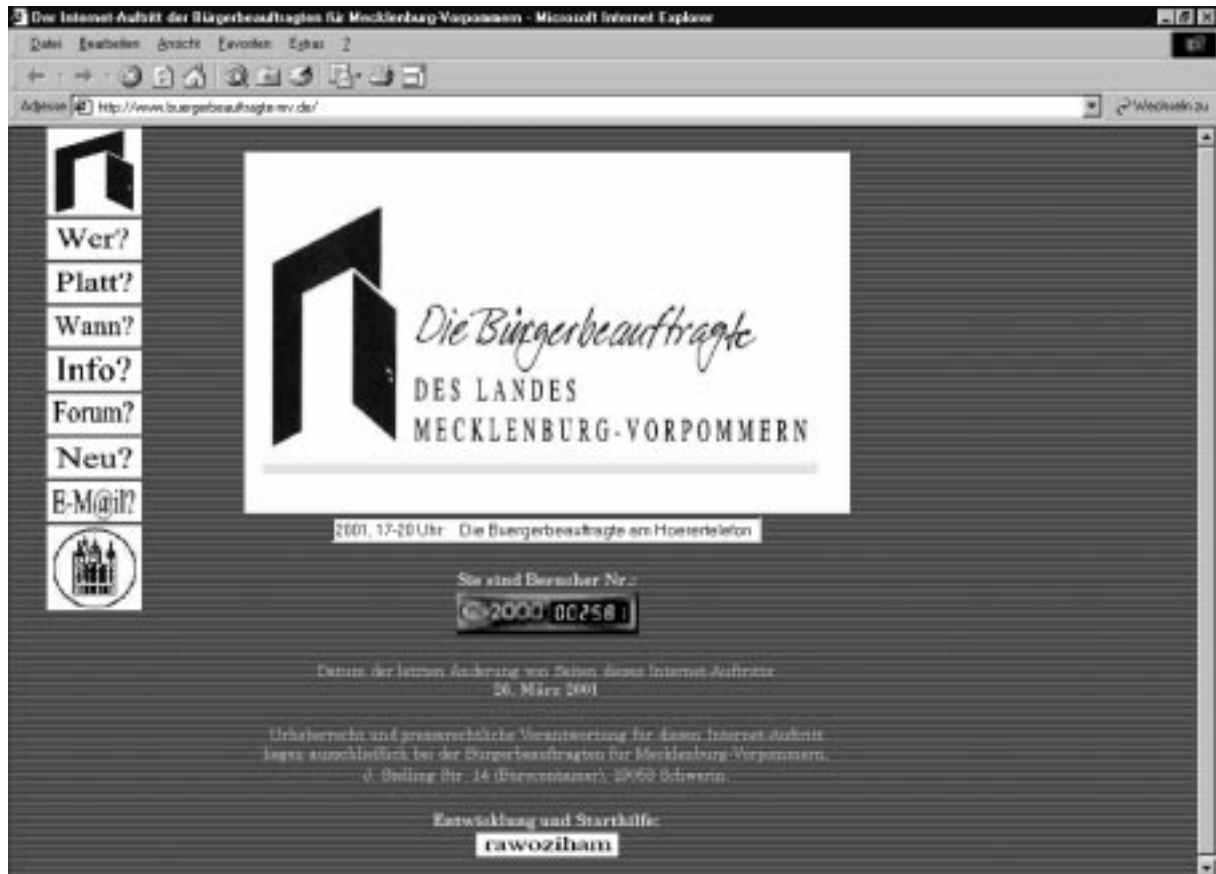 Der Internet-Auftritt der Bürgerbeauftragten für Mecklenburg-Vorpommern - Microsoft Internet Explorer
Datei Bearbeiten Ansicht Favoriten Extras ?
Adresse http://www.buergerbeauftragte-mv.de/ Wechseln zu
Wer?
Platt?
Wann?
Info?
Forum?
Neu?
E-M@il?
Die Bürgerbeauftragte
DES LANDES
MECKLENBURG-VORPOMMERN
2001, 17-20 Uhr Die Buergerbeauftragte am Hoerertelefon
Sie sind Besucher Nr.:
2000 002581
Datum der letzten Änderung von Seiten dieses Internet-Auftritts
26. März 2001
Urheberrecht und presserechtliche Verantwortung für diesen Internet-Auftritt
liegen ausschließlich bei der Bürgerbeauftragten für Mecklenburg-Vorpommern,
J. Stelling Str. 14 (Bürocontainer), 19053 Schwerin.
Entwicklung und Starthilfe:
rawoziham